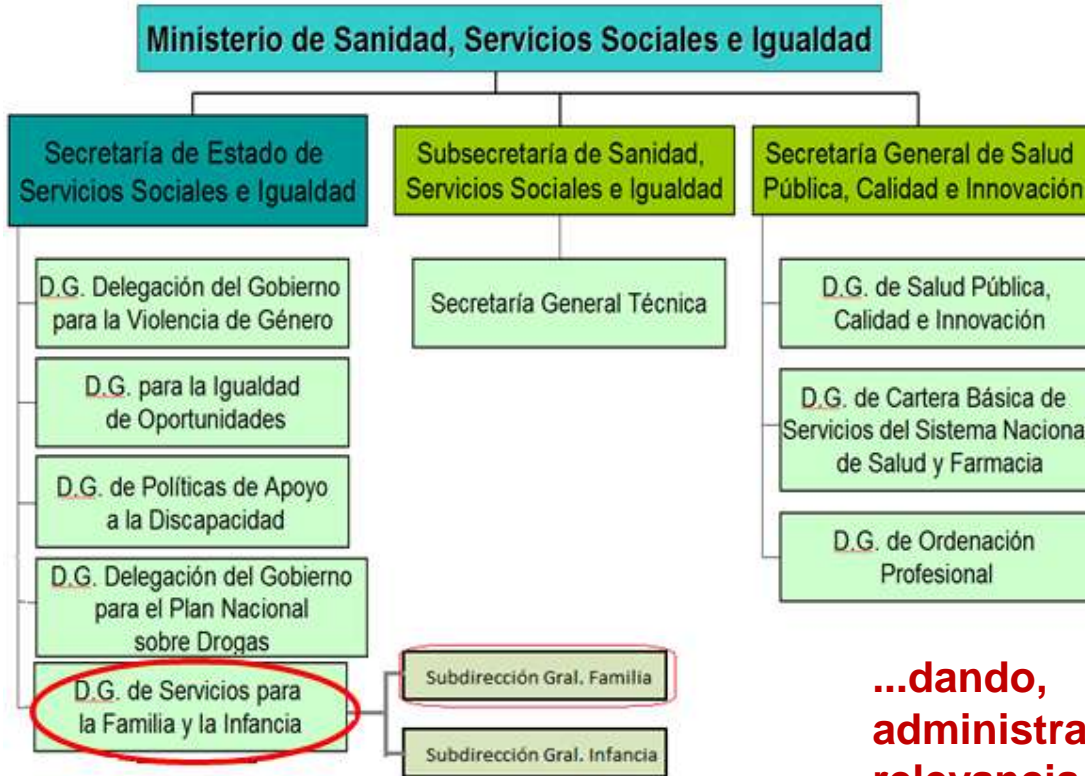 Ministerio de Sanidad, Servicios Sociales e Igualdad
Secretaría de Estado de
Servicios Sociales e Igualdad
D.G. Delegación del Gobierno
para la Violencia de Género
D.G. para la Igualdad
de Oportunidades
D.G. de Políticas de Apoyo
a la Discapacidad
D.G. Delegación del Gobierno
para el Plan Nacional
sobre Drogas
D.G. de Servicios para
la Familia y la Infancia
Subdirección Gral. Familia
Subdirección Gral. Infancia
Subsecretaría de Sanidad,
Servicios Sociales e Igualdad
Secretaría General Técnica
Secretaría General de Salud
Pública, Calidad e Innovación
D.G. de Salud Pública,
Calidad e Innovación
D.G. de Cartera Básica de
Servicios del Sistema Naciona
de Salud y Farmacia
D.G. de Ordenación
Profesional
...dando,
administra